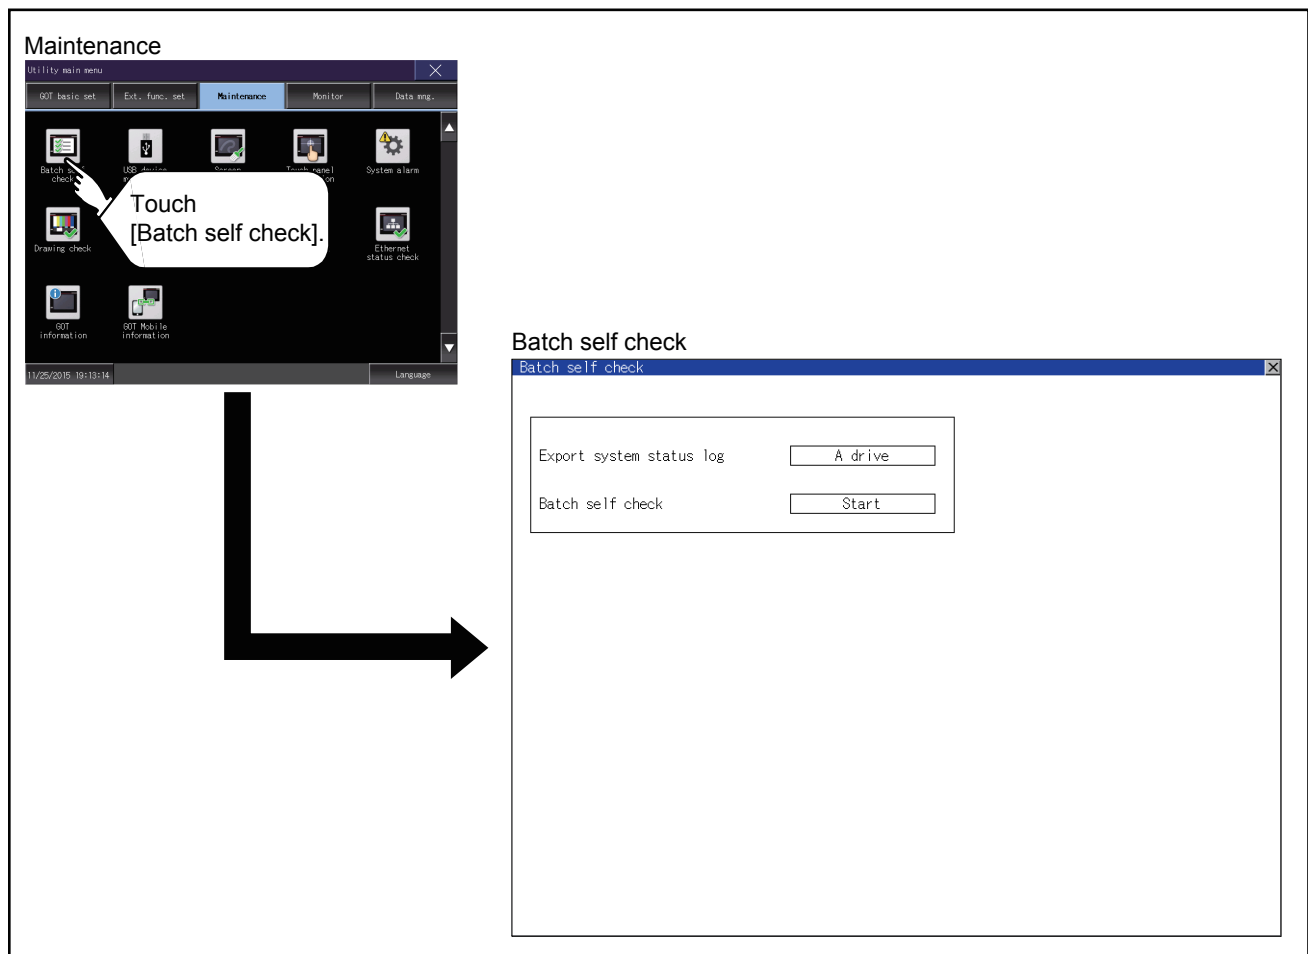 Maintenance
Utility main menu
GOT basic set Ext. func. set Maintenance Monitor Data mng.
Batch self check
USB device
Screen
Touch panel
System alarm
Touch
[Batch self check].
Drawing check
Ethernet
status check
GOT
information
GOT Mobile
information
11/25/2015 19:13:14 Language
Batch self check
Batch self check
Export system status log A drive
Batch self check Start